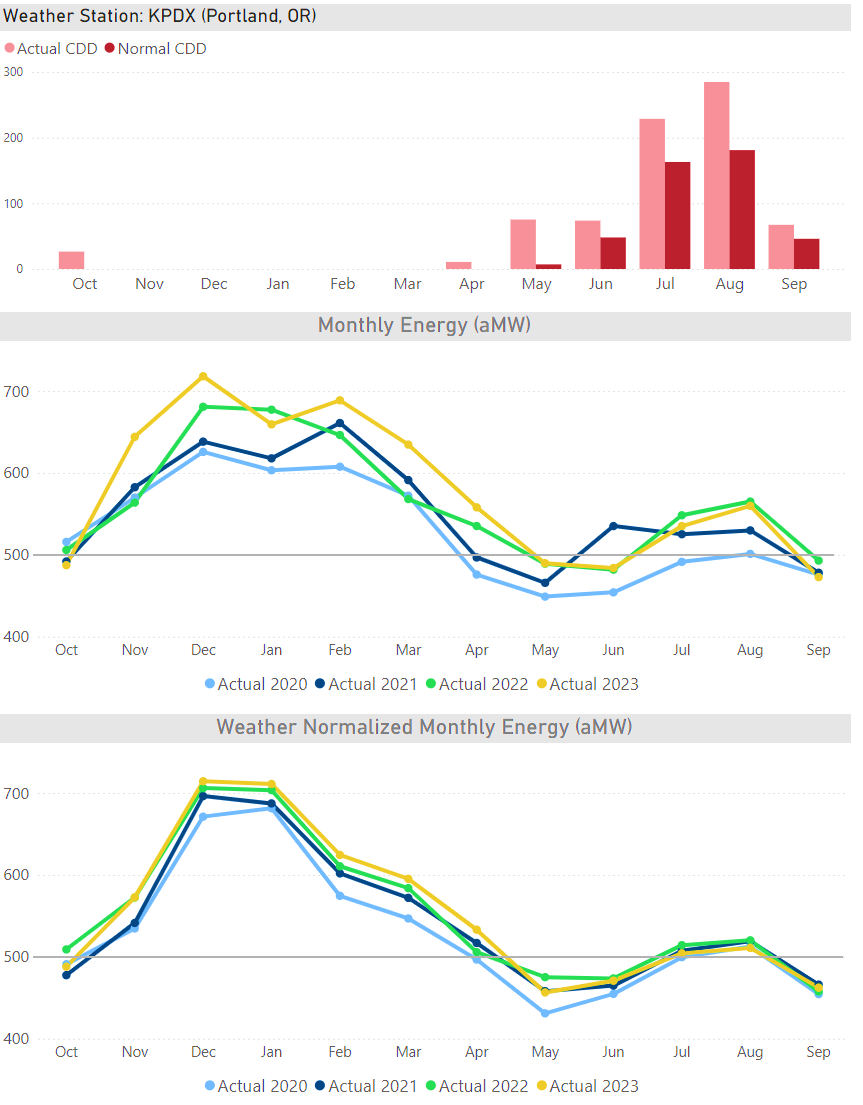 Weather Station: KPDX (Portland, OR)
Actual CDD Normal CDD
300
200
100
0
Oct Nov Dec Jan Feb Mar Apr May Jun Jul Aug Sep
Monthly Energy (aMW)
700
600
500
400
Oct Nov Dec Jan Feb Mar Apr May Jun Jul Aug Sep
Actual 2020 Actual 2021 Actual 2022 Actual 2023
Weather Normalized Monthly Energy (aMW)
700
600
500
400
Oct Nov Dec Jan Feb Mar Apr May Jun Jul Aug Sep
Actual 2020 Actual 2021 Actual 2022 Actual 2023